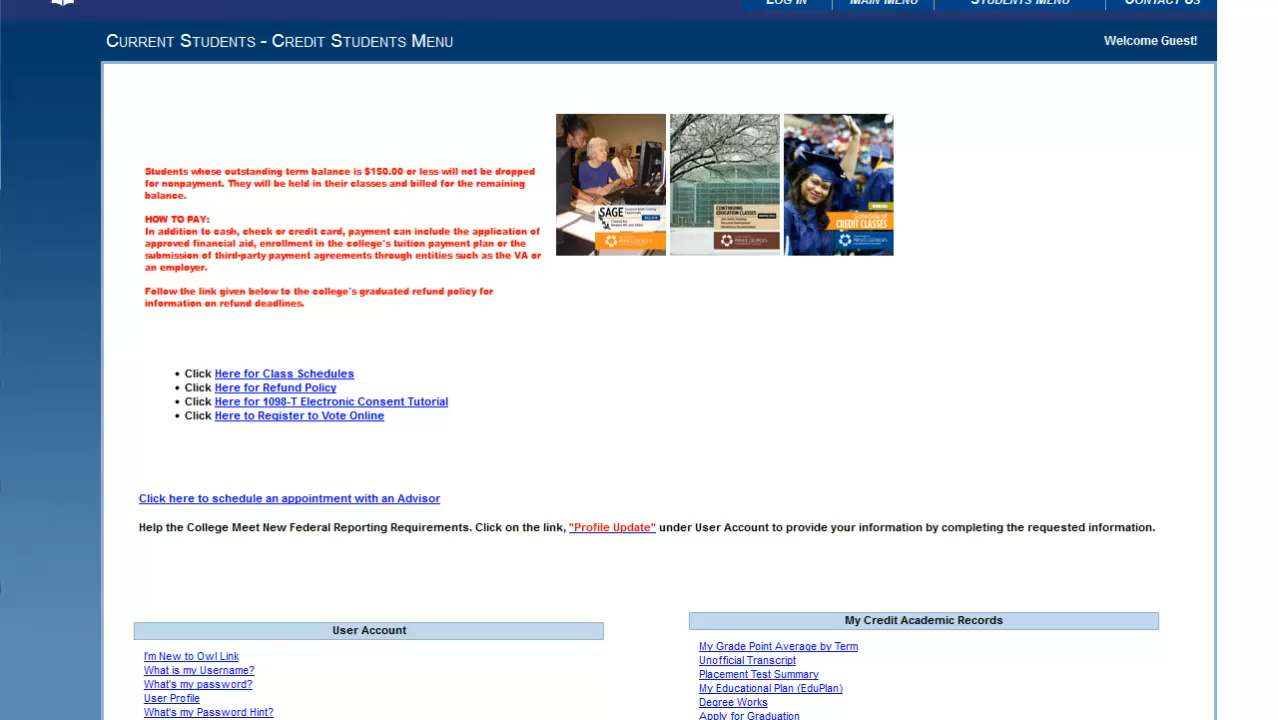 LOG IN
MAIN MENU
STUDENTS MENU
CONTACT US
CURRENT STUDENTS - CREDIT STUDENTS MENU
Welcome Guest!
Students whose outstanding term balance is $150.00 or less will not be dropped
for nonpayment. They will be held in their classes and billed for the remaining
balance.
HOW TO PAY:
In addition to cash, check or credit card, payment can include the application of
approved financial aid, enrollment in the college's tuition payment plan or the
submission of third-party payment agreements through entities such as the VA or
an employer.
Follow the link given below to the college's graduated refund policy for
information on refund deadlines.
SAGE
CONTINUING
EDUCATION CLASSES
CREDIT CLASSES
PRINCE GEORGE'S
• Click Here for Class Schedules
• Click Here for Refund Policy
• Click Here for 1098-T Electronic Consent Tutorial
• Click Here to Register to Vote Online
Click here to schedule an appointment with an Advisor
Help the College Meet New Federal Reporting Requirements. Click on the link, "Profile Update" under User Account to provide your information by completing the requested information.
User Account
I'm New to Owl Link
What is my Username?
What's my password?
User Profile
What's my Password Hint?
My Credit Academic Records
My Grade Point Average by Term
Unofficial Transcript
Placement Test Summary
My Educational Plan (EduPlan)
Degree Works
Apply for Graduation